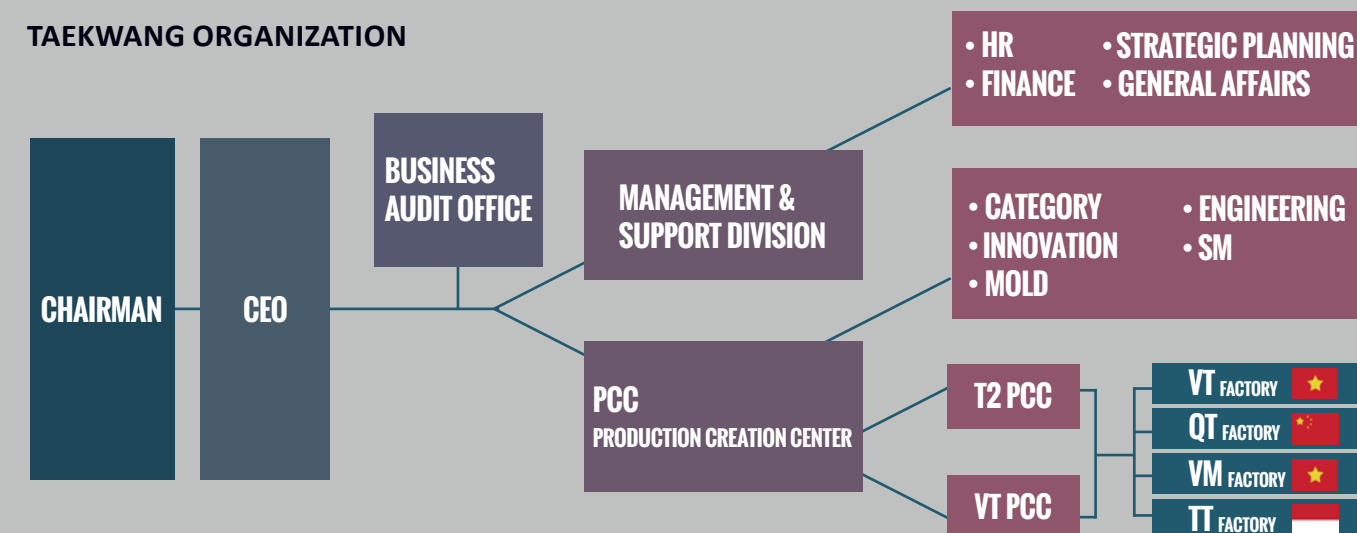 TAEKWANG ORGANIZATION
CHAIRMAN
CEO
BUSINESS
AUDIT OFFICE
MANAGEMENT &
SUPPORT DIVISION
• HR
• FINANCE
• STRATEGIC PLANNING
• GENERAL AFFAIRS
PCC
PRODUCTION CREATION CENTER
• CATEGORY
• INNOVATION
• MOLD
• ENGINEERING
• SM
T2 PCC
VT PCC
VT FACTORY
QT FACTORY
VM FACTORY
TT FACTORY